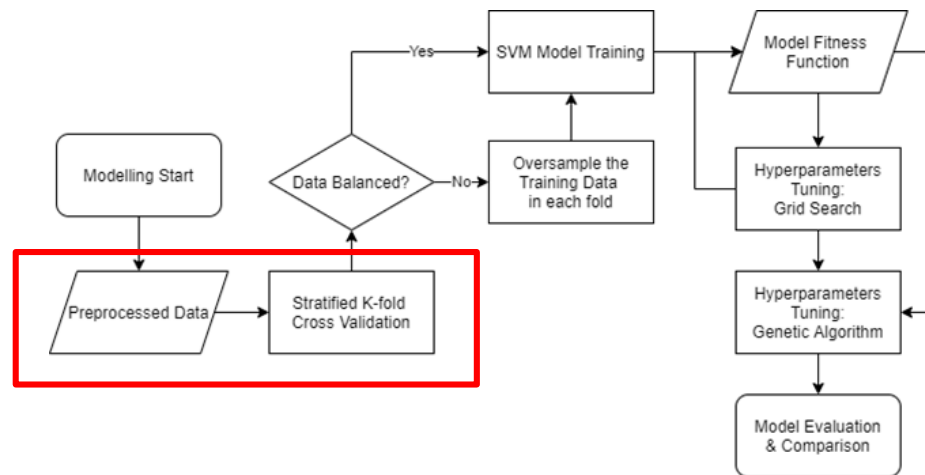 Modelling Start
Preprocessed Data
Stratified K-fold
Cross Validation
Data Balanced?
Yes
No
Oversample the
Training Data
in each fold
SVM Model Training
Model Fitness
Function
Hyperparameters
Tuning:
Grid Search
Hyperparameters
Tuning:
Genetic Algorithm
Model Evaluation
& Comparison